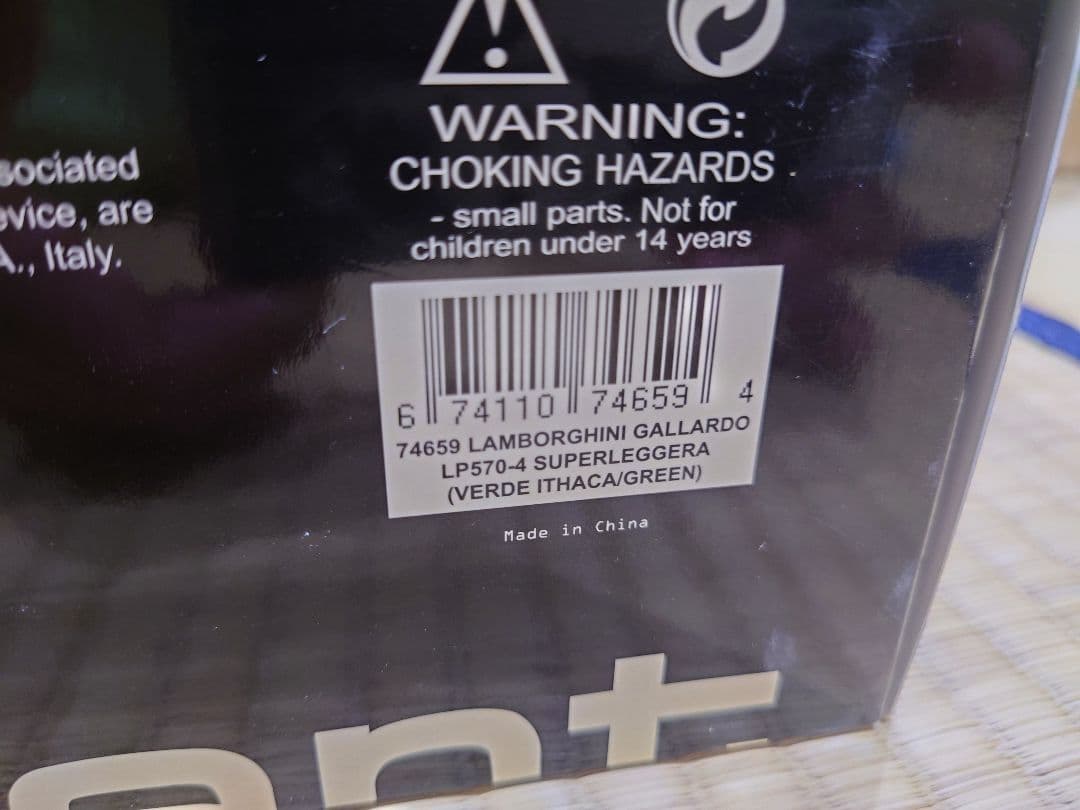 sociated
evice, are
A., Italy.
WARNING:
CHOKING HAZARDS
- small parts. Not for
children under 14 years
6 74110 74659 4
74659 LAMBORGHINI GALLARDO
LP570-4 SUPERLEGGERA
(VERDE ITHACA/GREEN)
Made in China